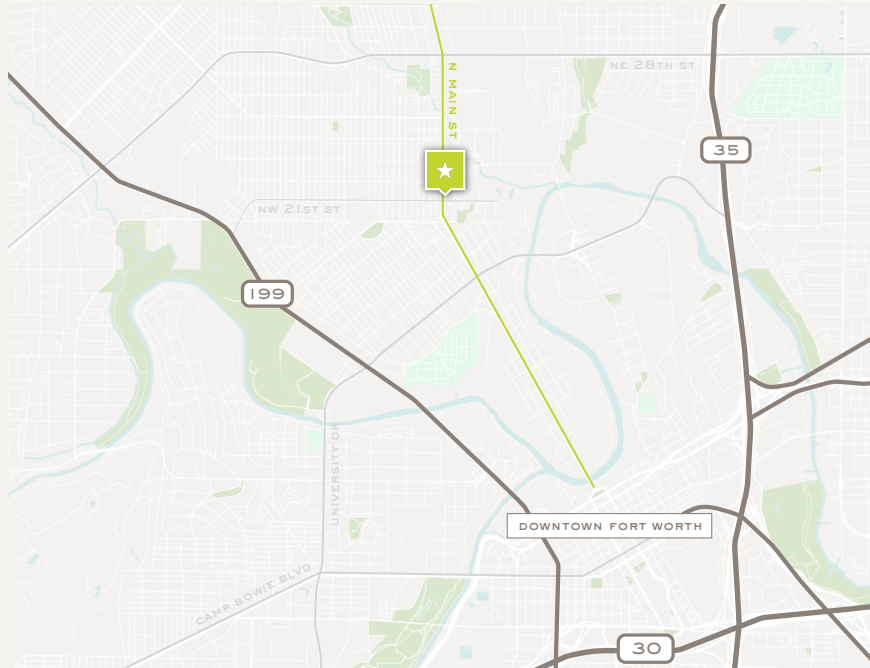 N MAIN ST
NE 28TH ST
35
NW 21ST ST
199
UNIVERSITY DR
DOWNTOWN FORT WORTH
CAMP BOWIE BLVD
30